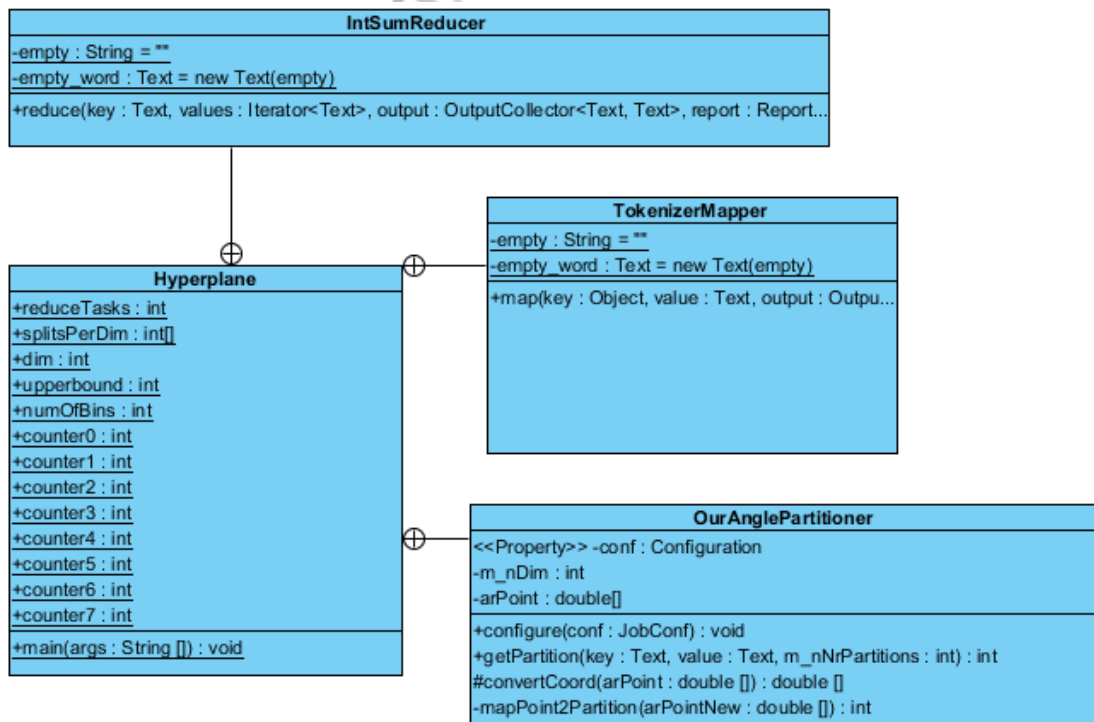 IntSumReducer
-empty : String = ""
-empty_word : Text = new Text(empty)
+reduce(key : Text, values : Iterator<Text>, output : OutputCollector<Text, Text>, report : Report...
TokenizerMapper
-empty : String = ""
-empty_word : Text = new Text(empty)
+map(key : Object, value : Text, output : Outpu...
Hyperplane
+reduceTasks : int
+splitsPerDim : int[]
+dim : int
+upperbound : int
+numOfBins : int
+counter0 : int
+counter1 : int
+counter2 : int
+counter3 : int
+counter4 : int
+counter5 : int
+counter6 : int
+counter7 : int
+main(args : String []) : void
OurAnglePartitioner
<<Property>> -conf : Configuration
-m_nDim : int
-arPoint : double[]
+configure(conf : JobConf) : void
+getPartition(key : Text, value : Text, m_nNrPartitions : int) : int
#convertCoord(arPoint : double []) : double []
-mapPoint2Partition(arPointNew : double []) : int